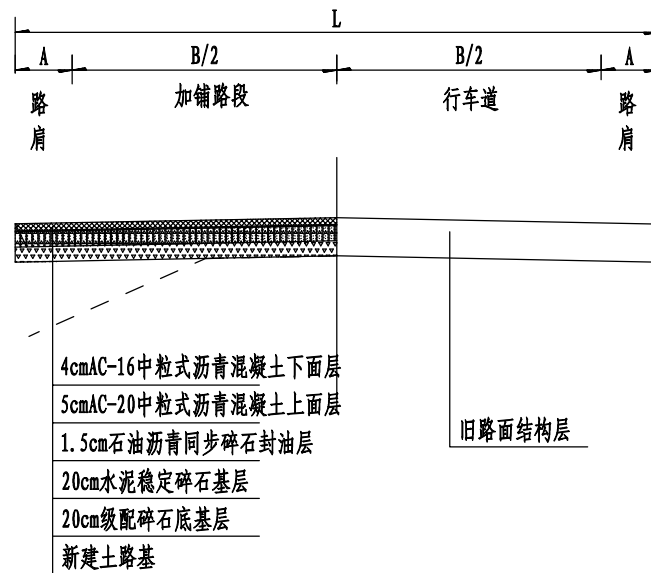 L
A B/2 B/2 A
路肩 加铺路段 行车道 路肩
4cmAC-16中粒式沥青混凝土下面层
5cmAC-20中粒式沥青混凝土上面层
1.5cm石油沥青同步碎石封油层
旧路面结构层
20cm水泥稳定碎石基层
20cm级配碎石底基层
新建土路基